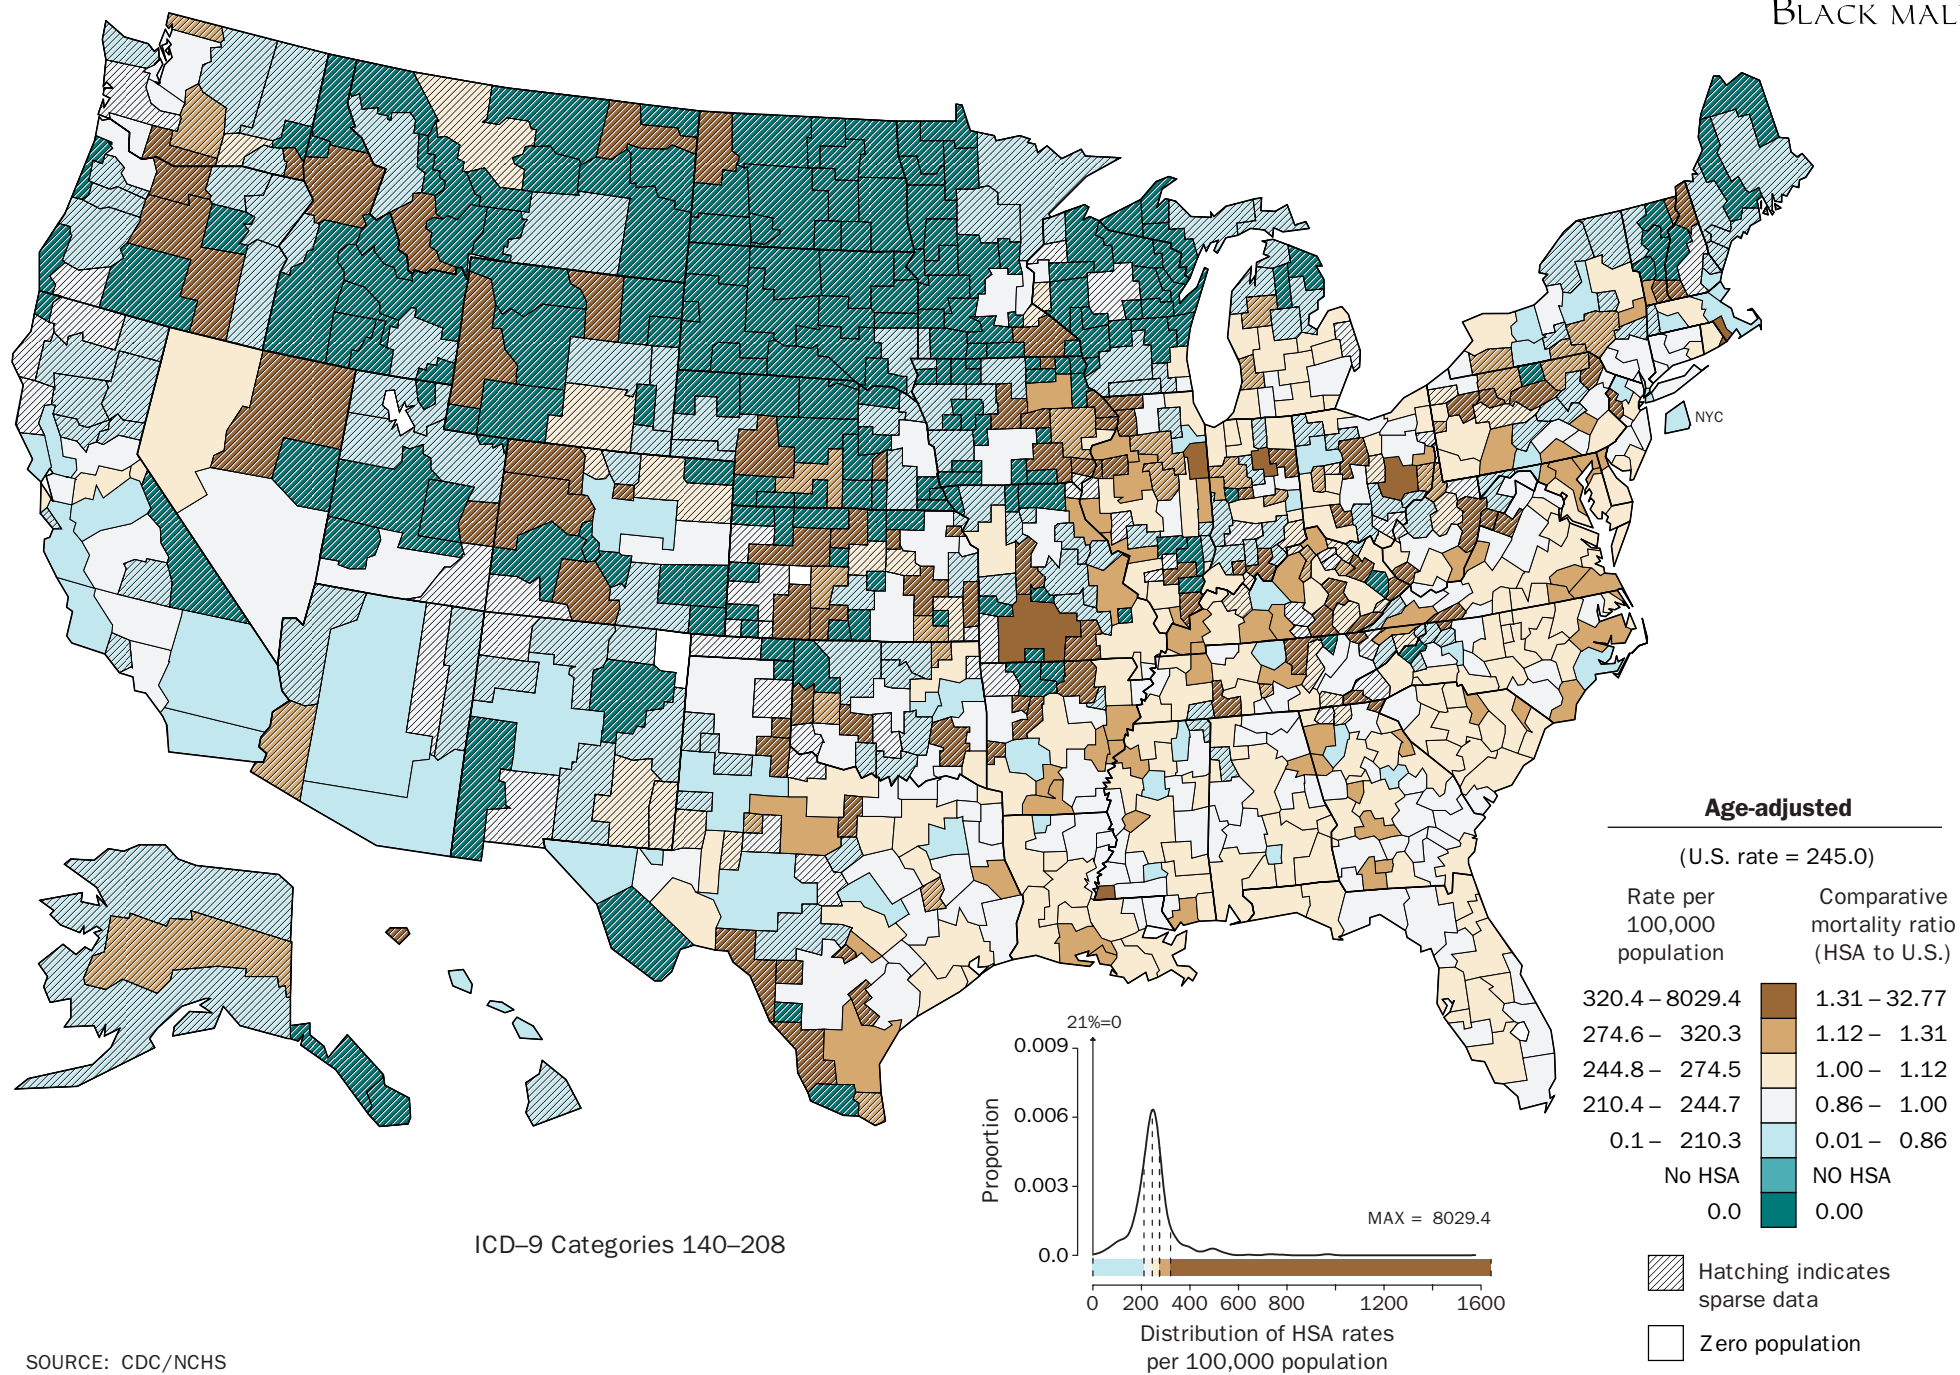 BLACK MAL
NYC
Age-adjusted
(U.S. rate = 245.0)
Rate per 100,000 population
Comparative mortality ratio (HSA to U.S.)
320.4 – 8029.4 1.31 – 32.77
274.6 – 320.3 1.12 – 1.31
244.8 – 274.5 1.00 – 1.12
210.4 – 244.7 0.86 – 1.00
0.1 – 210.3 0.01 – 0.86
No HSA NO HSA
0.0 0.00
Hatching indicates
sparse data
Zero population
21%=0
0.009
0.006
0.003
0.0
Proportion
MAX = 8029.4
0 200 400 600 800 1200 1600
Distribution of HSA rates
per 100,000 population
ICD–9 Categories 140–208
SOURCE: CDC/NCHS